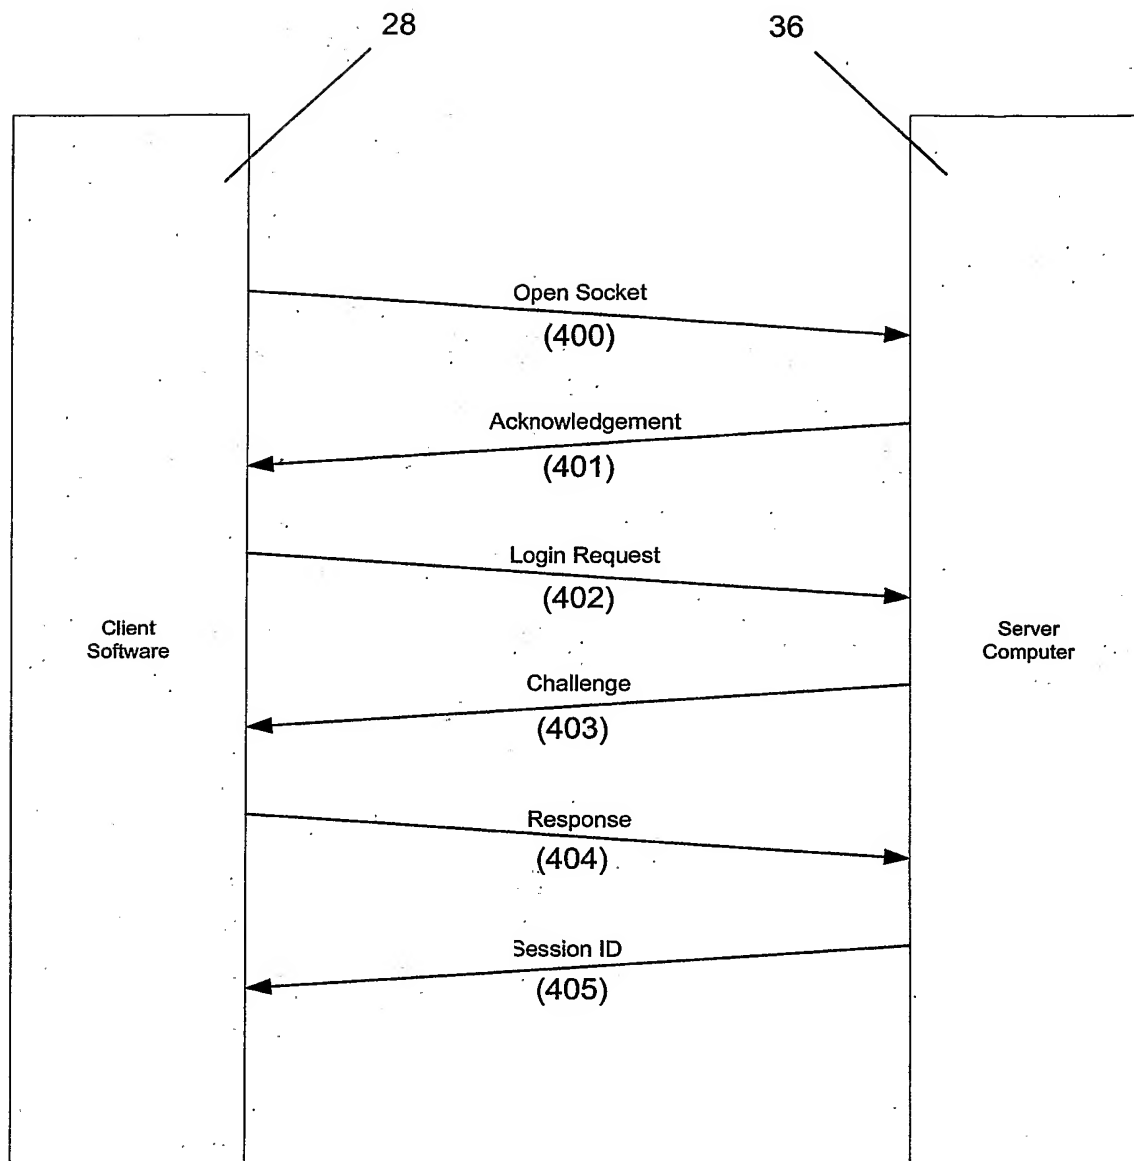 28
36
Open Socket
(400)
Acknowledgement
(401)
Login Request
(402)
Client
Software
Server
Computer
Challenge
(403)
Response
(404)
Session ID
(405)